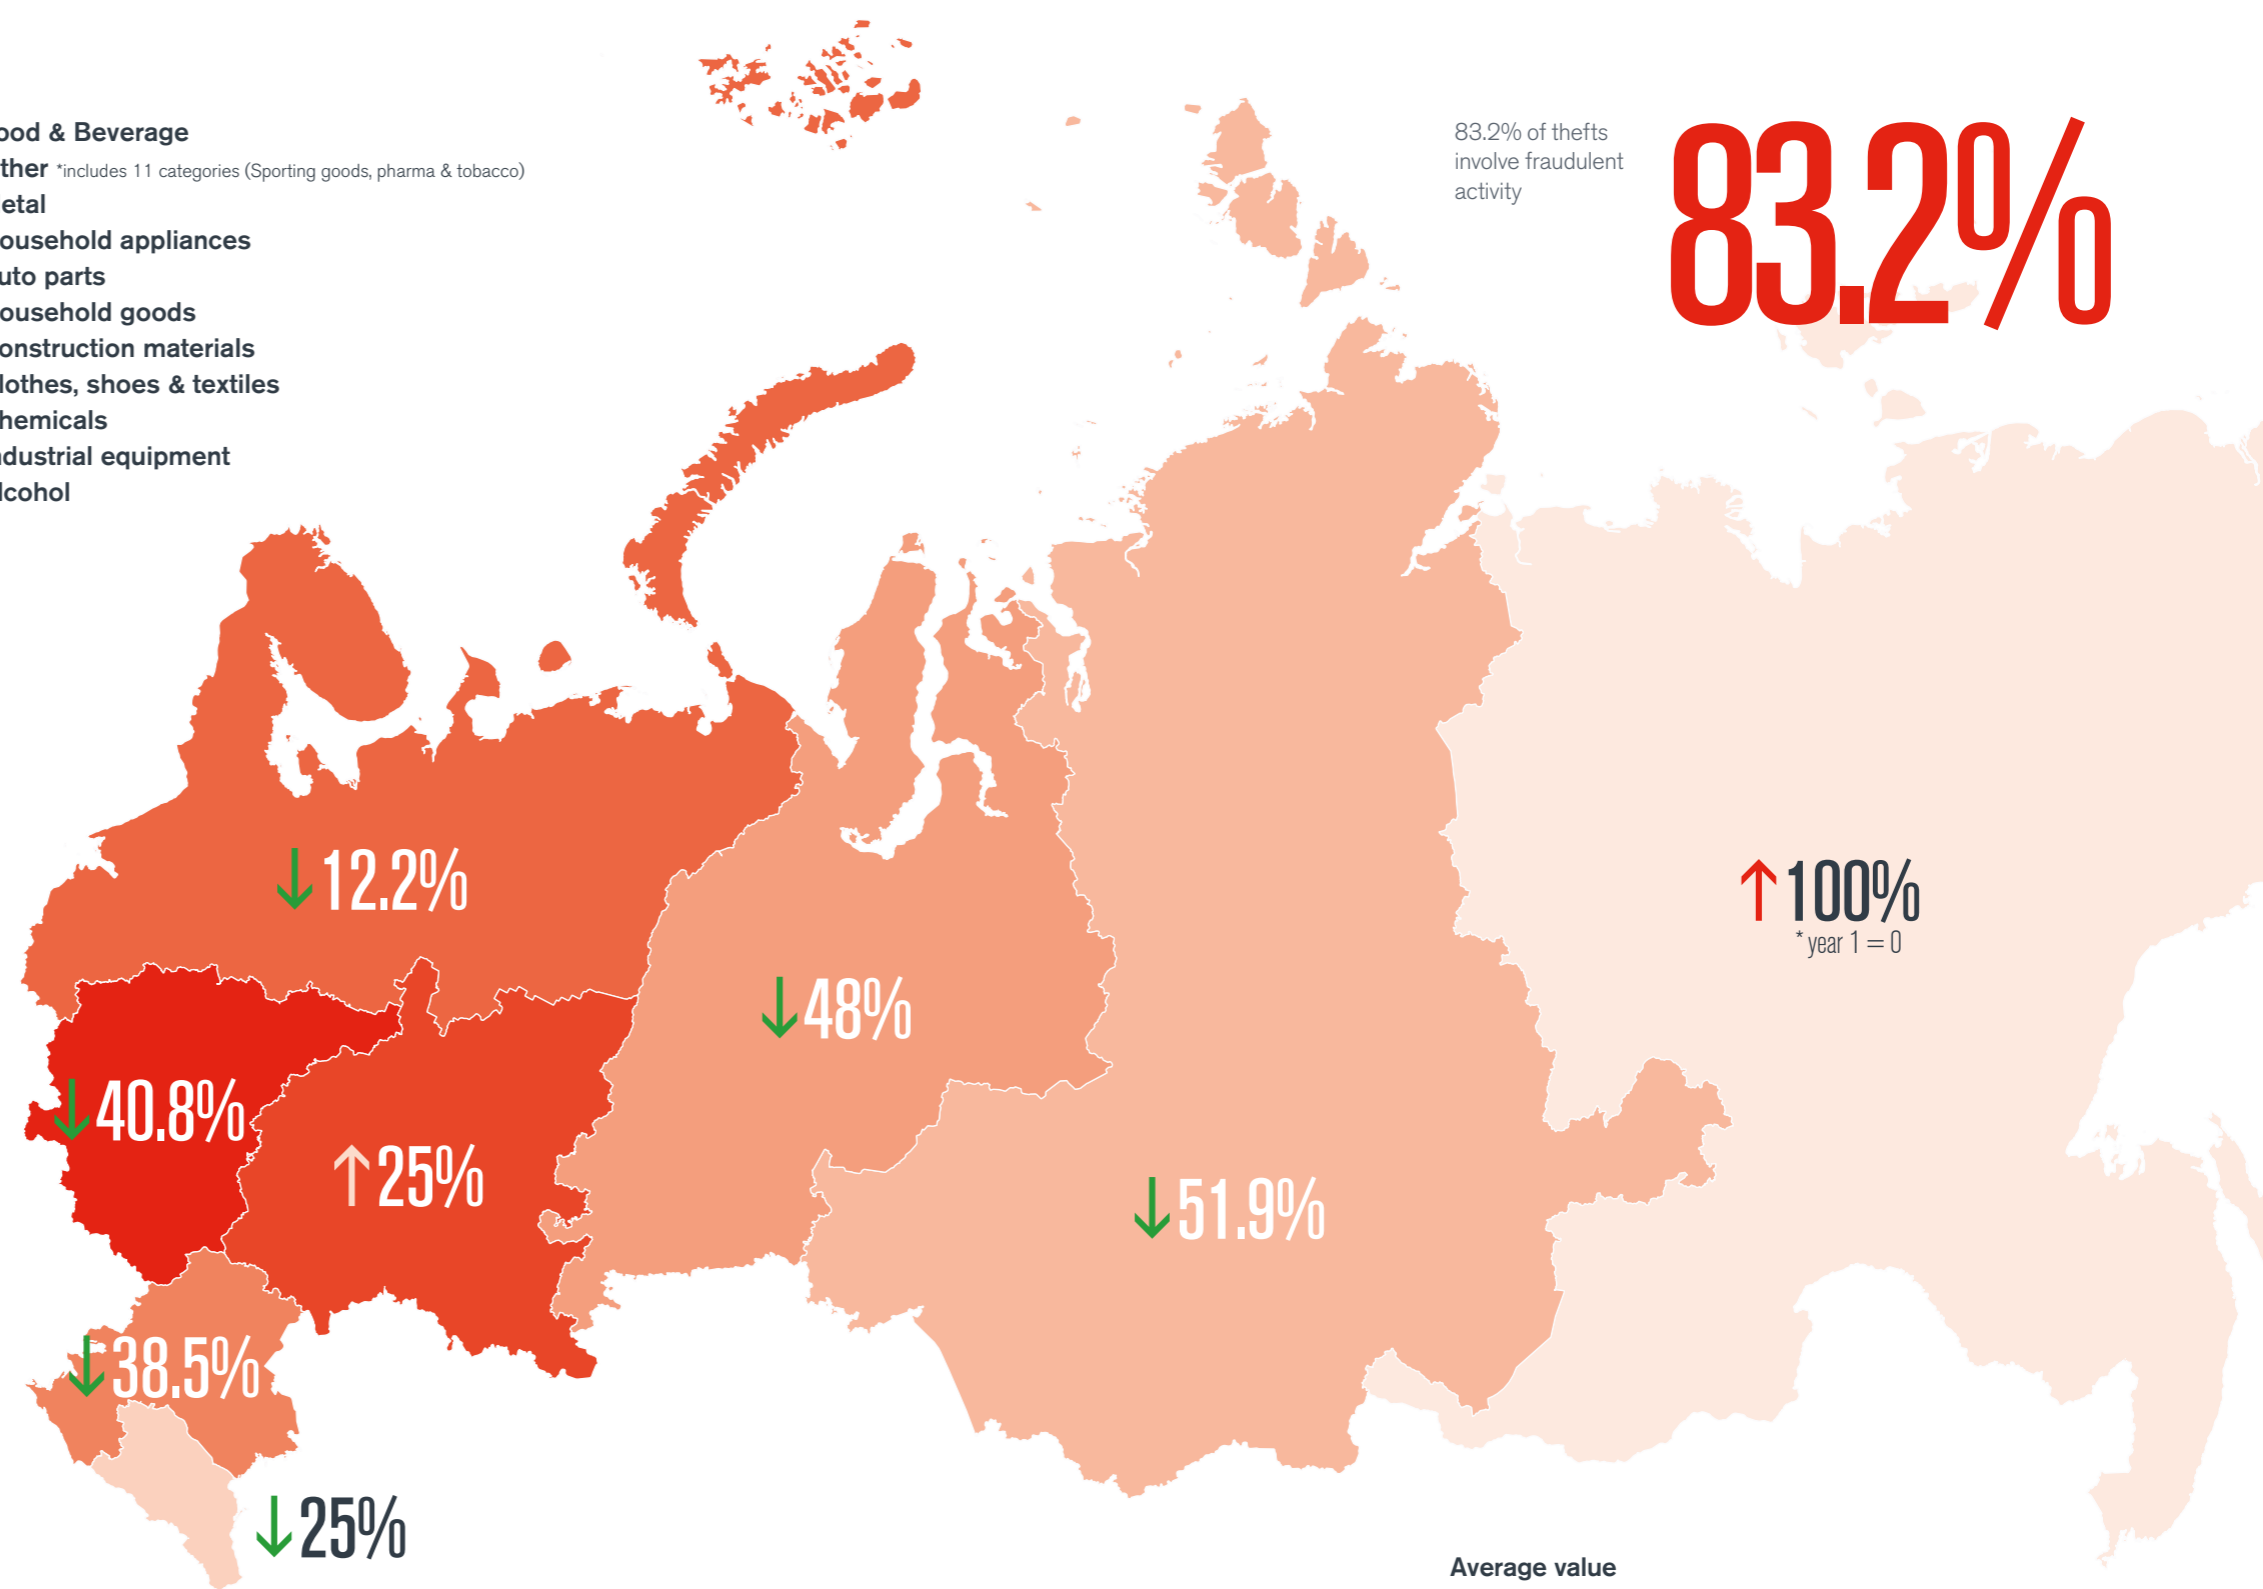 ood & Beverage
ther *includes 11 categories (Sporting goods, pharma & tobacco)
etal
ousehold appliances
uto parts
ousehold goods
onstruction materials
lothes, shoes & textiles
hemicals
ndustrial equipment
lcohol
83.2% of thefts
involve fraudulent
activity
83.2%
↓12.2%
↑100%
* year 1 = 0
↓48%
↓40.8%
↑25%
↓51.9%
↓38.5%
↓25%
Average value